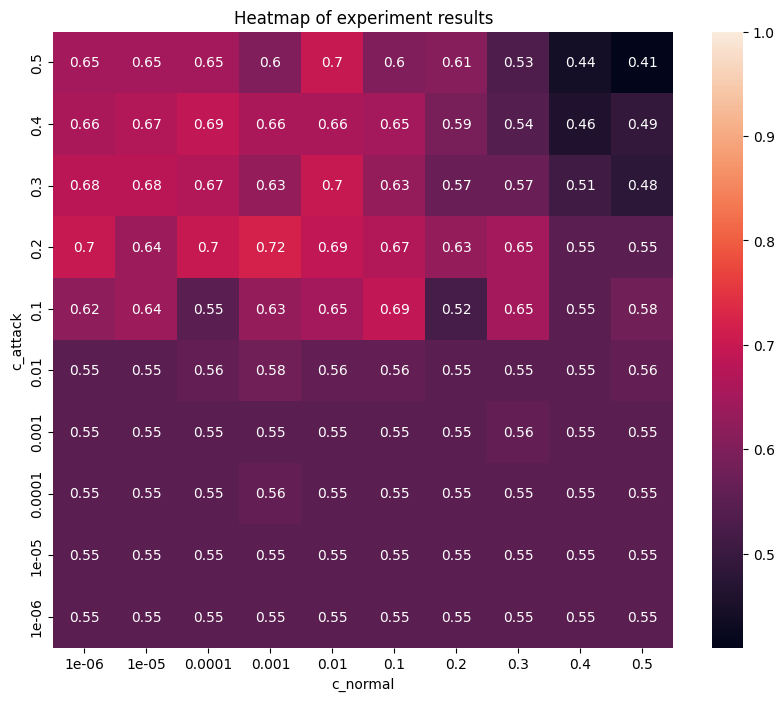 Heatmap of experiment results
c_attack
0.5 0.65 0.65 0.65 0.6 0.7 0.6 0.61 0.53 0.44 0.41
0.4 0.66 0.67 0.69 0.66 0.66 0.65 0.59 0.54 0.46 0.49
0.3 0.68 0.68 0.67 0.63 0.7 0.63 0.57 0.57 0.51 0.48
0.2 0.7 0.64 0.7 0.72 0.69 0.67 0.63 0.65 0.55 0.55
0.1 0.62 0.64 0.55 0.63 0.65 0.69 0.52 0.65 0.55 0.58
0.01 0.55 0.55 0.56 0.58 0.56 0.56 0.55 0.55 0.55 0.56
0.001 0.55 0.55 0.55 0.55 0.55 0.55 0.55 0.56 0.55 0.55
0.0001 0.55 0.55 0.55 0.56 0.55 0.55 0.55 0.55 0.55 0.55
1e-05 0.55 0.55 0.55 0.55 0.55 0.55 0.55 0.55 0.55 0.55
1e-06 0.55 0.55 0.55 0.55 0.55 0.55 0.55 0.55 0.55 0.55
1e-06 1e-05 0.0001 0.001 0.01 0.1 0.2 0.3 0.4 0.5
c_normal
1.0
0.9
0.8
0.7
0.6
0.5